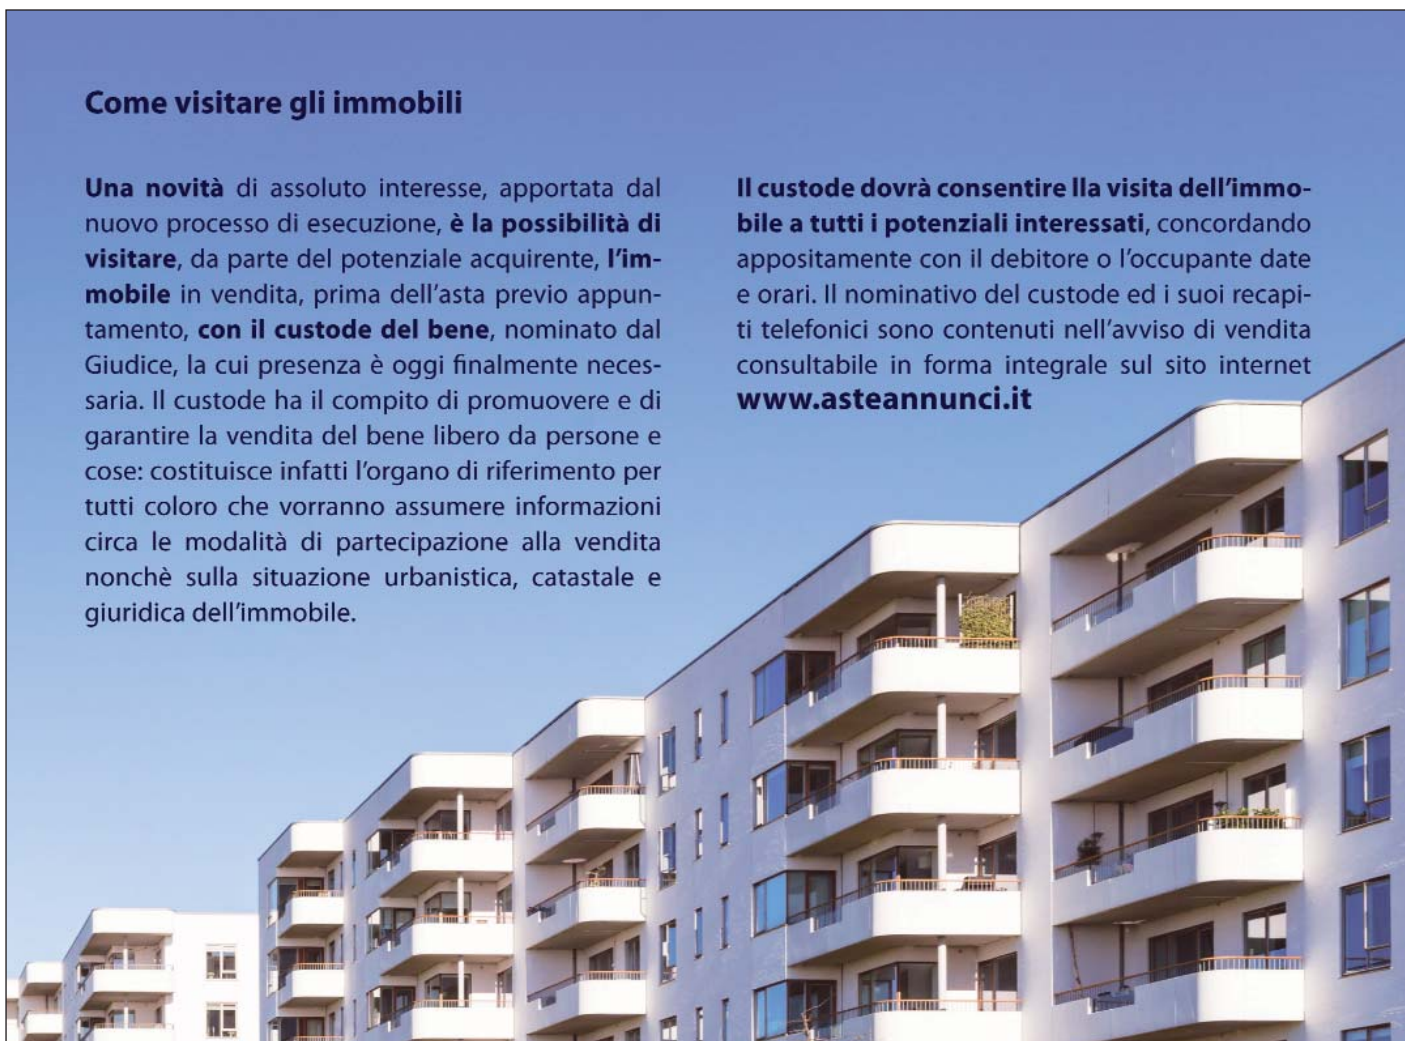 Come visitare gli immobili
Una novità di assoluto interesse, apportata dal
nuovo processo di esecuzione, è la possibilità di
visitare, da parte del potenziale acquirente, l'im-
mobile in vendita, prima dell'asta previo appun-
tamento, con il custode del bene, nominato dal
Giudice, la cui presenza è oggi finalmente neces-
saria. Il custode ha il compito di promuovere e di
garantire la vendita del bene libero da persone e
cose: costituisce infatti l'organo di riferimento per
tutti coloro che vorranno assumere informazioni
circa le modalità di partecipazione alla vendita
nonchè sulla situazione urbanistica, catastale e
giuridica dell'immobile.
Il custode dovrà consentire lla visita dell'immo-
bile a tutti i potenziali interessati, concordando
appositamente con il debitore o l'occupante date
e orari. Il nominativo del custode ed i suoi recapi-
ti telefonici sono contenuti nell'avviso di vendita
consultabile in forma integrale sul sito internet
www.asteannunci.it